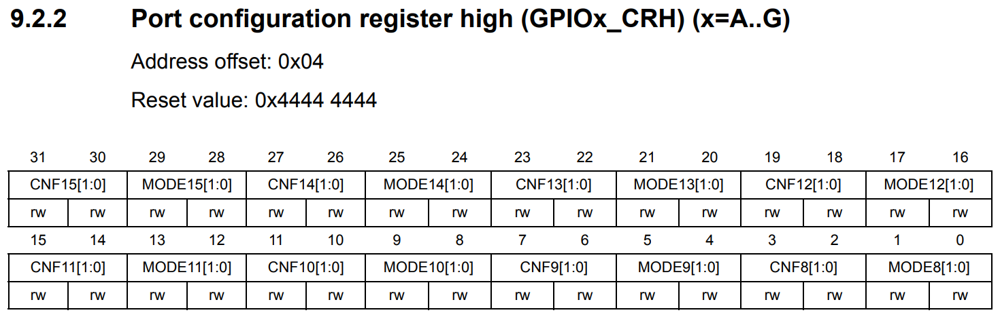 9.2.2 Port configuration register high (GPIOx_CRH) (x=A..G)
Address offset: 0x04
Reset value: 0x4444 4444
31 30 29 28 27 26 25 24 23 22 21 20 19 18 17 16
CNF15[1:0] MODE15[1:0] CNF14[1:0] MODE14[1:0] CNF13[1:0] MODE13[1:0] CNF12[1:0] MODE12[1:0]
rw rw rw rw rw rw rw rw rw rw rw rw rw rw rw rw
15 14 13 12 11 10 9 8 7 6 5 4 3 2 1 0
CNF11[1:0] MODE11[1:0] CNF10[1:0] MODE10[1:0] CNF9[1:0] MODE9[1:0] CNF8[1:0] MODE8[1:0]
rw rw rw rw rw rw rw rw rw rw rw rw rw rw rw rw